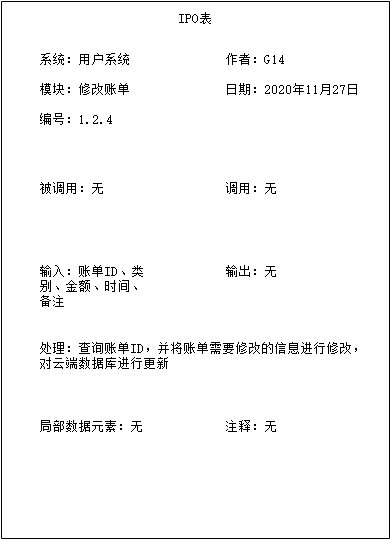 IPO表
系统：用户系统
作者：G14
模块：修改账单
日期：2020年11月27日
编号：1.2.4
被调用：无
调用：无
输入：账单ID、类
别、金额、时间、
备注
输出：无
处理：查询账单ID，并将账单需要修改的信息进行修改，
对云端数据库进行更新
局部数据元素：无
注释：无